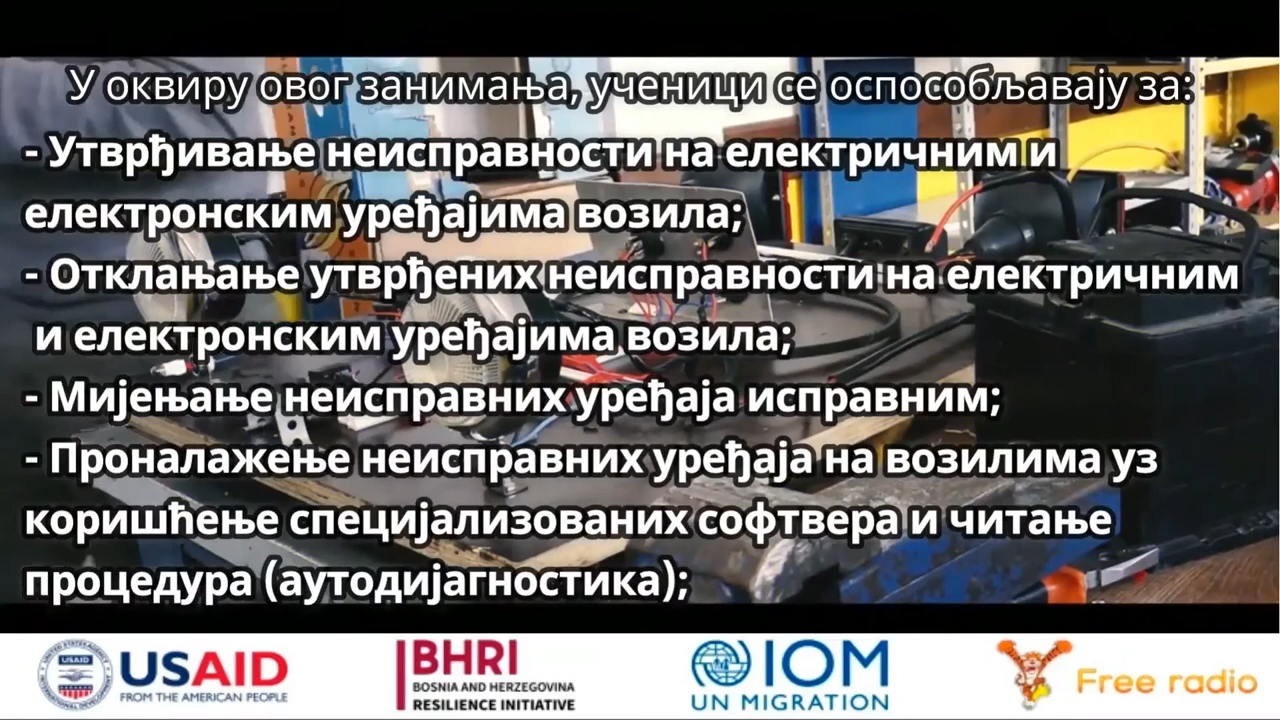 У оквиру овог занимања, ученици се оспособљавају за:
- Утврђивање неисправности на електричним и
електронским уређајима возила;
- Отклањање утврђених неисправности на електричним
и електронским уређајима возила;
- Мијењање неисправних уређаја исправним;
- Проналажење неисправних уређаја на возилима уз
коришћење специјализованих софтвера и читање
процедура (аутодијагностика);
USAID
USAID
FROM THE AMERICAN PEOPLE
BHRI
BOSNIA AND HERZEGOVINA
RESILIENCE INITIATIVE
IOM
UN MIGRATION
Free radio